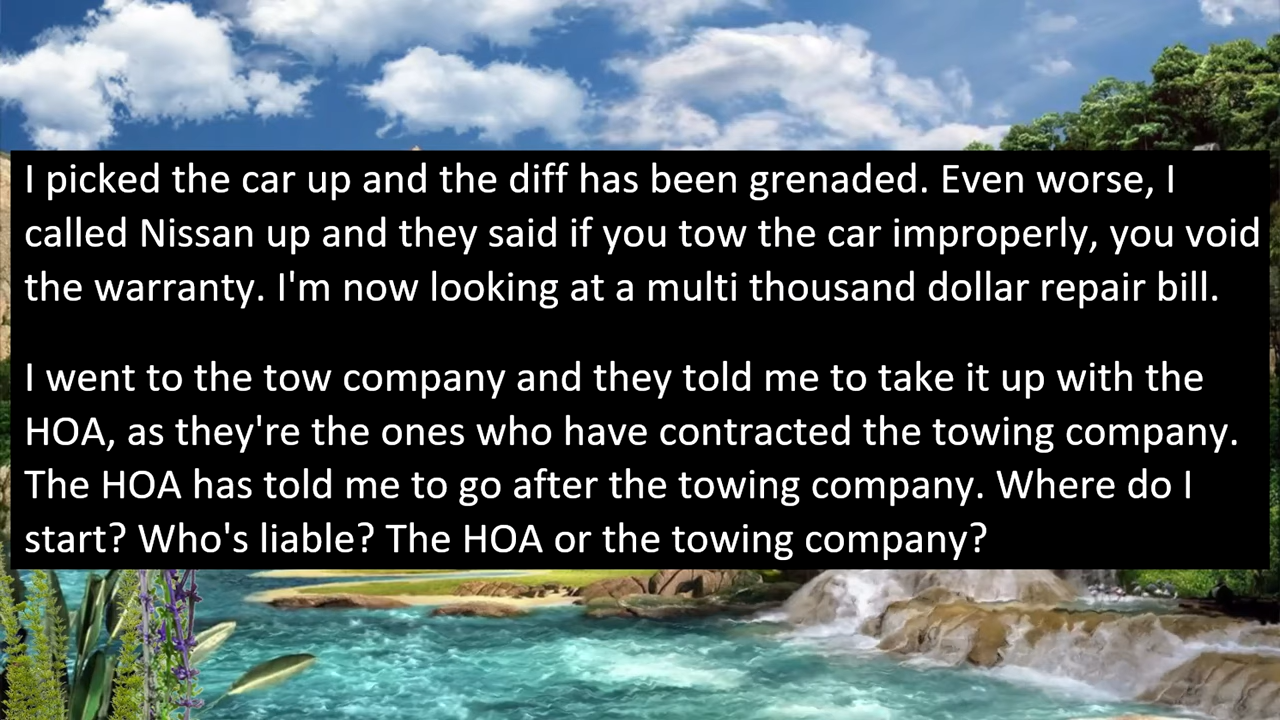 I picked the car up and the diff has been grenaded. Even worse, I
called Nissan up and they said if you tow the car improperly, you void
the warranty. I'm now looking at a multi thousand dollar repair bill.
I went to the tow company and they told me to take it up with the
HOA, as they're the ones who have contracted the towing company.
The HOA has told me to go after the towing company. Where do I
start? Who's liable? The HOA or the towing company?